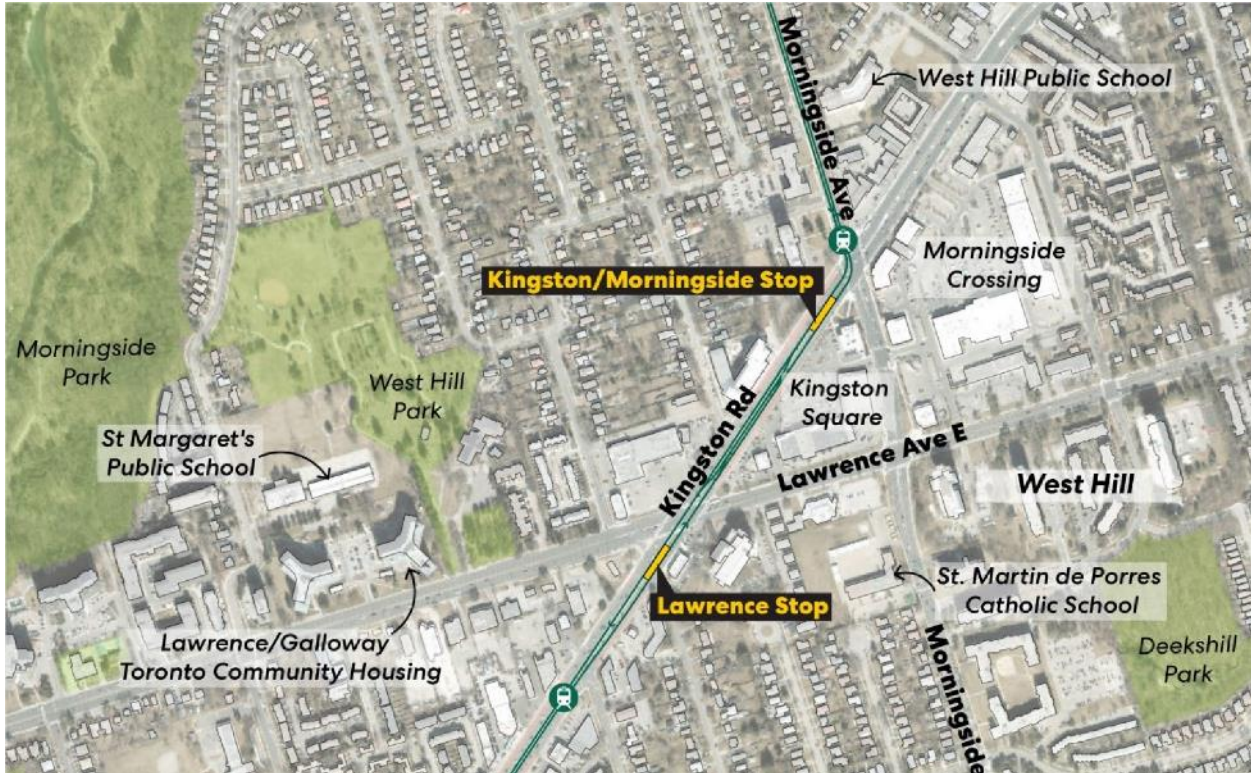 Morningside Ave
West Hill Public School
Morningside
Crossing
Kingston/Morningside Stop
Morningside
Park
West Hill
Park
Kingston
Square
Kingston Rd
St Margaret's
Public School
Lawrence Ave E
West Hill
St. Martin de Porres
Catholic School
Lawrence Stop
Lawrence/Galloway
Toronto Community Housing
Deekshill
Park
Morningside